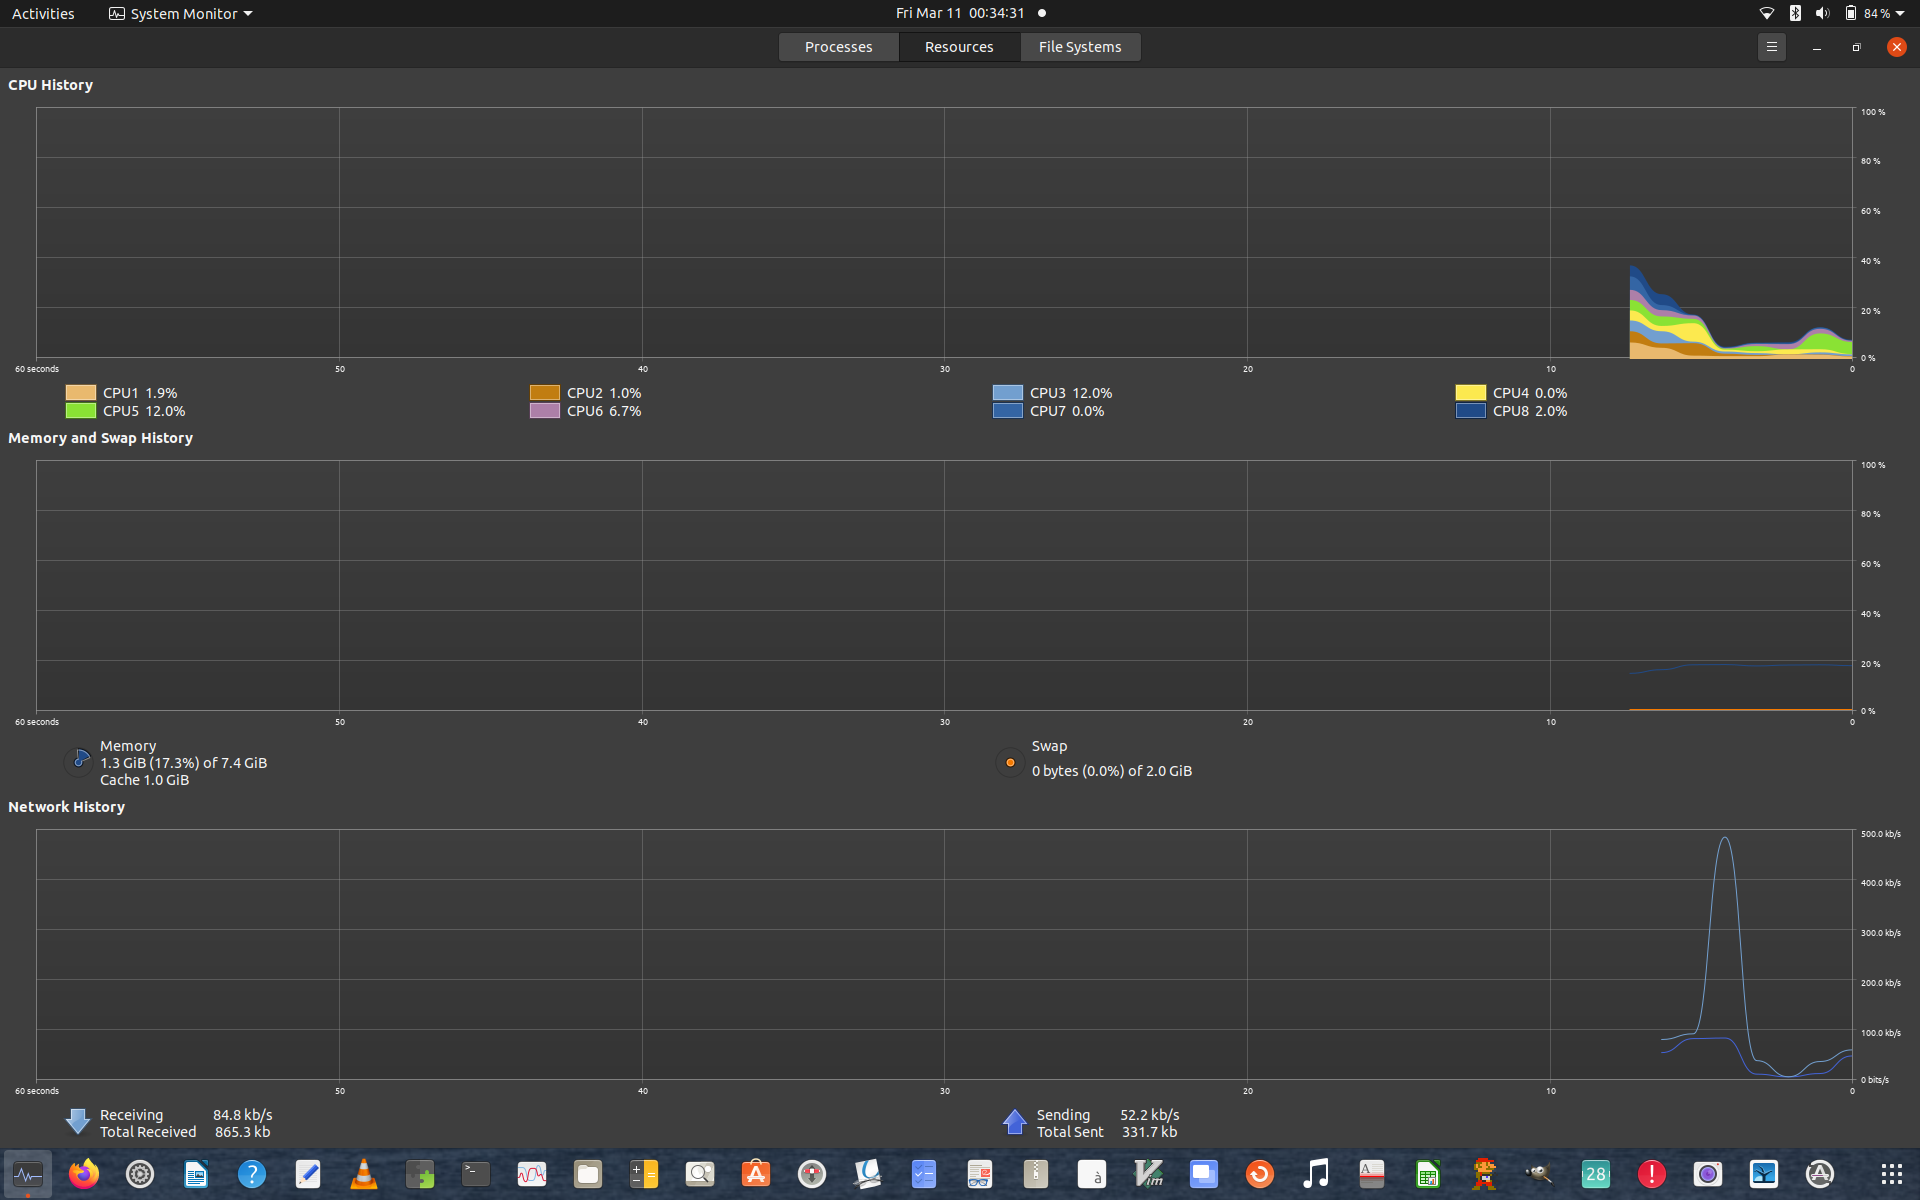 Activities
System Monitor
Fri Mar 11 00:34:31
84 %
Processes
Resources
File Systems
CPU History
100 %
80 %
60 %
40 %
20 %
0 %
60 seconds 50 40 30 20 10 0
CPU1 1.9% CPU2 1.0% CPU3 12.0% CPU4 0.0%
CPU5 12.0% CPU6 6.7% CPU7 0.0% CPU8 2.0%
Memory and Swap History
100 %
80 %
60 %
40 %
20 %
0 %
60 seconds 50 40 30 20 10 0
Memory
1.3 GiB (17.3%) of 7.4 GiB
Cache 1.0 GiB
Swap
0 bytes (0.0%) of 2.0 GiB
Network History
500.0 kb/s
400.0 kb/s
300.0 kb/s
200.0 kb/s
100.0 kb/s
0 bits/s
60 seconds 50 40 30 20 10 0
Receiving 84.8 kb/s
Total Received 865.3 kb
Sending 52.2 kb/s
Total Sent 331.7 kb
?
>_
à
Vim
A
28
!